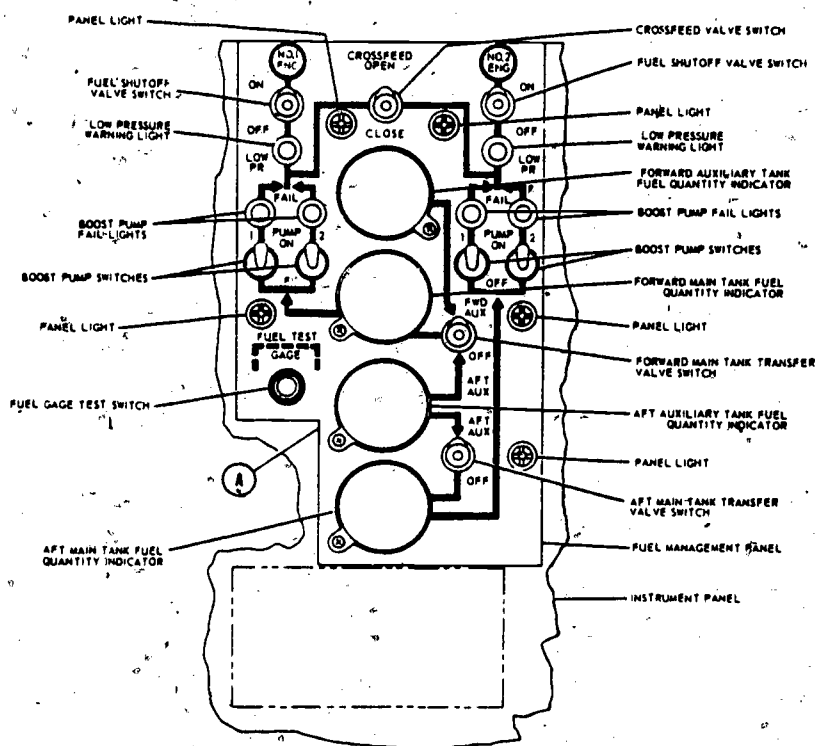 PANEL LIGHT
CROSSFEED VALVE SWITCH
NO.1
ENG
CROSSFEED
OPEN
NO.2
ENG
FUEL SHUTOFF VALVE SWITCH
ON
ON
FUEL SHUTOFF
VALVE SWITCH
PANEL LIGHT
OFF
CLOSE
OFF
LOW PRESSURE
WARNING LIGHT
LOW PRESSURE
WARNING LIGHT
LOW
PR
LOW
PR
FORWARD AUXILIARY TANK
FUEL QUANTITY INDICATOR
FAIL
FAIL
BOOST PUMP
FAIL LIGHTS
BOOST PUMP FAIL LIGHTS
1
PUMP
ON
2
1
PUMP
ON
2
BOOST PUMP SWITCHES
BOOST PUMP SWITCHES
OFF
FORWARD MAIN TANK FUEL
QUANTITY INDICATOR
FWD
AUX
PANEL LIGHT
PANEL LIGHT
FUEL TEST
GAGE
OFF
FORWARD MAIN TANK TRANSFER
VALVE SWITCH
AFT
AUX
FUEL GAGE TEST SWITCH
AFT AUXILIARY TANK FUEL
QUANTITY INDICATOR
AFT
AUX
PANEL LIGHT
A
OFF
AFT MAIN TANK TRANSFER
VALVE SWITCH
AFT MAIN TANK FUEL
QUANTITY INDICATOR
FUEL MANAGEMENT PANEL
INSTRUMENT PANEL